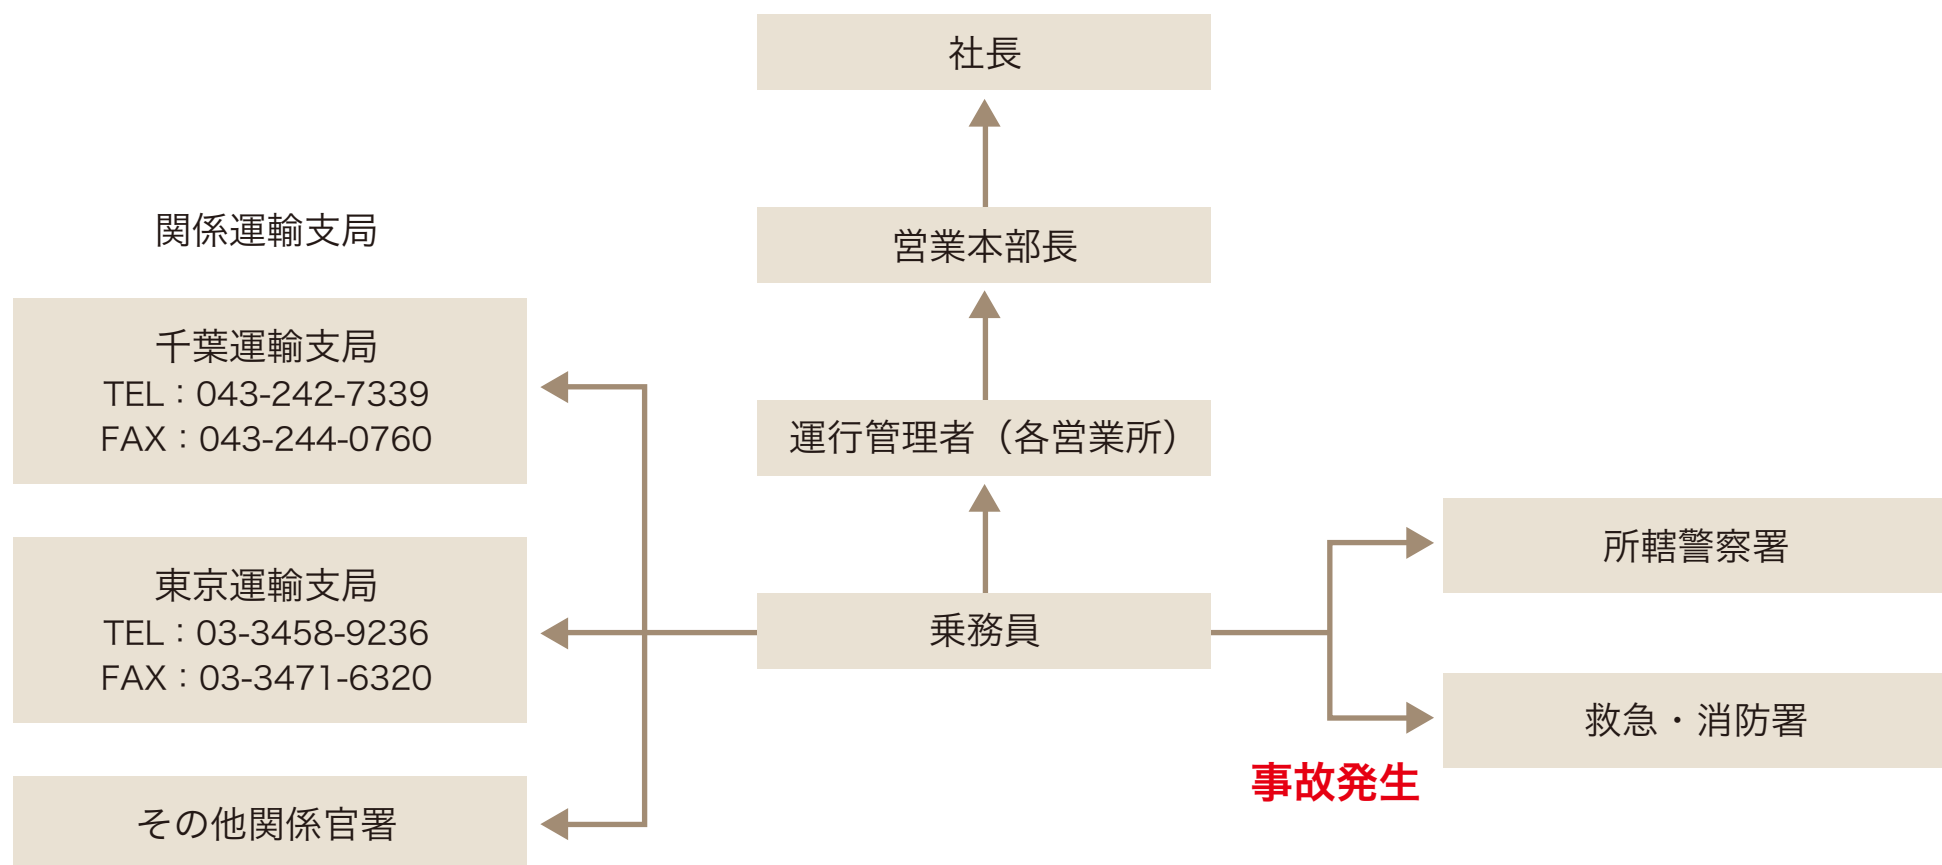 社長
営業本部長
運行管理者（各営業所）
乗務員
関係運輸支局
千葉運輸支局
TEL：043-242-7339
FAX：043-244-0760
東京運輸支局
TEL：03-3458-9236
FAX：03-3471-6320
その他関係官署
所轄警察署
救急・消防署
事故発生